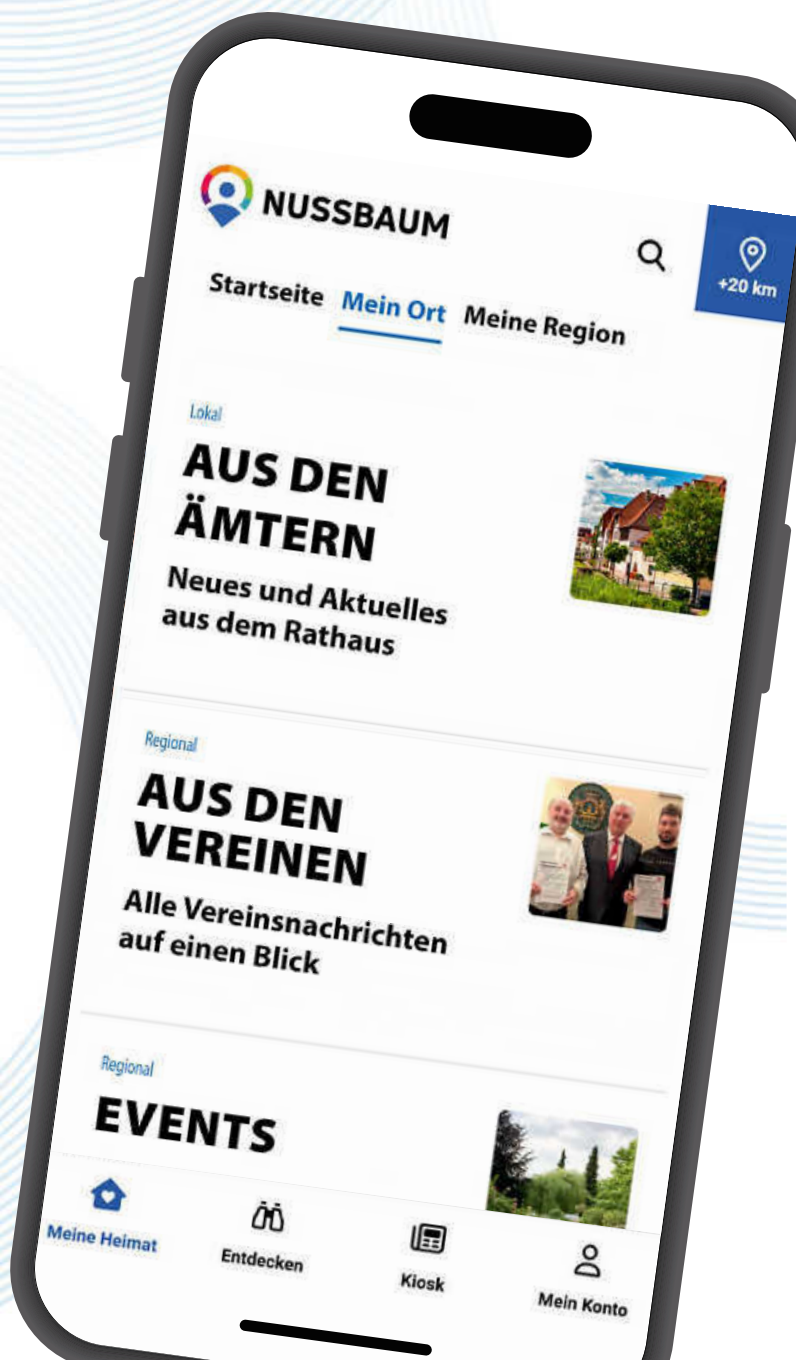 NUSSBAUM
+20 km
Startseite Mein Ort Meine Region
Lokal
AUS DEN
ÄMTERN
Neues und Aktuelles
aus dem Rathaus
Regional
AUS DEN
VEREINEN
Alle Vereinsnachrichten
auf einen Blick
Regional
EVENTS
Meine Heimat
Entdecken
Kiosk
Mein Konto